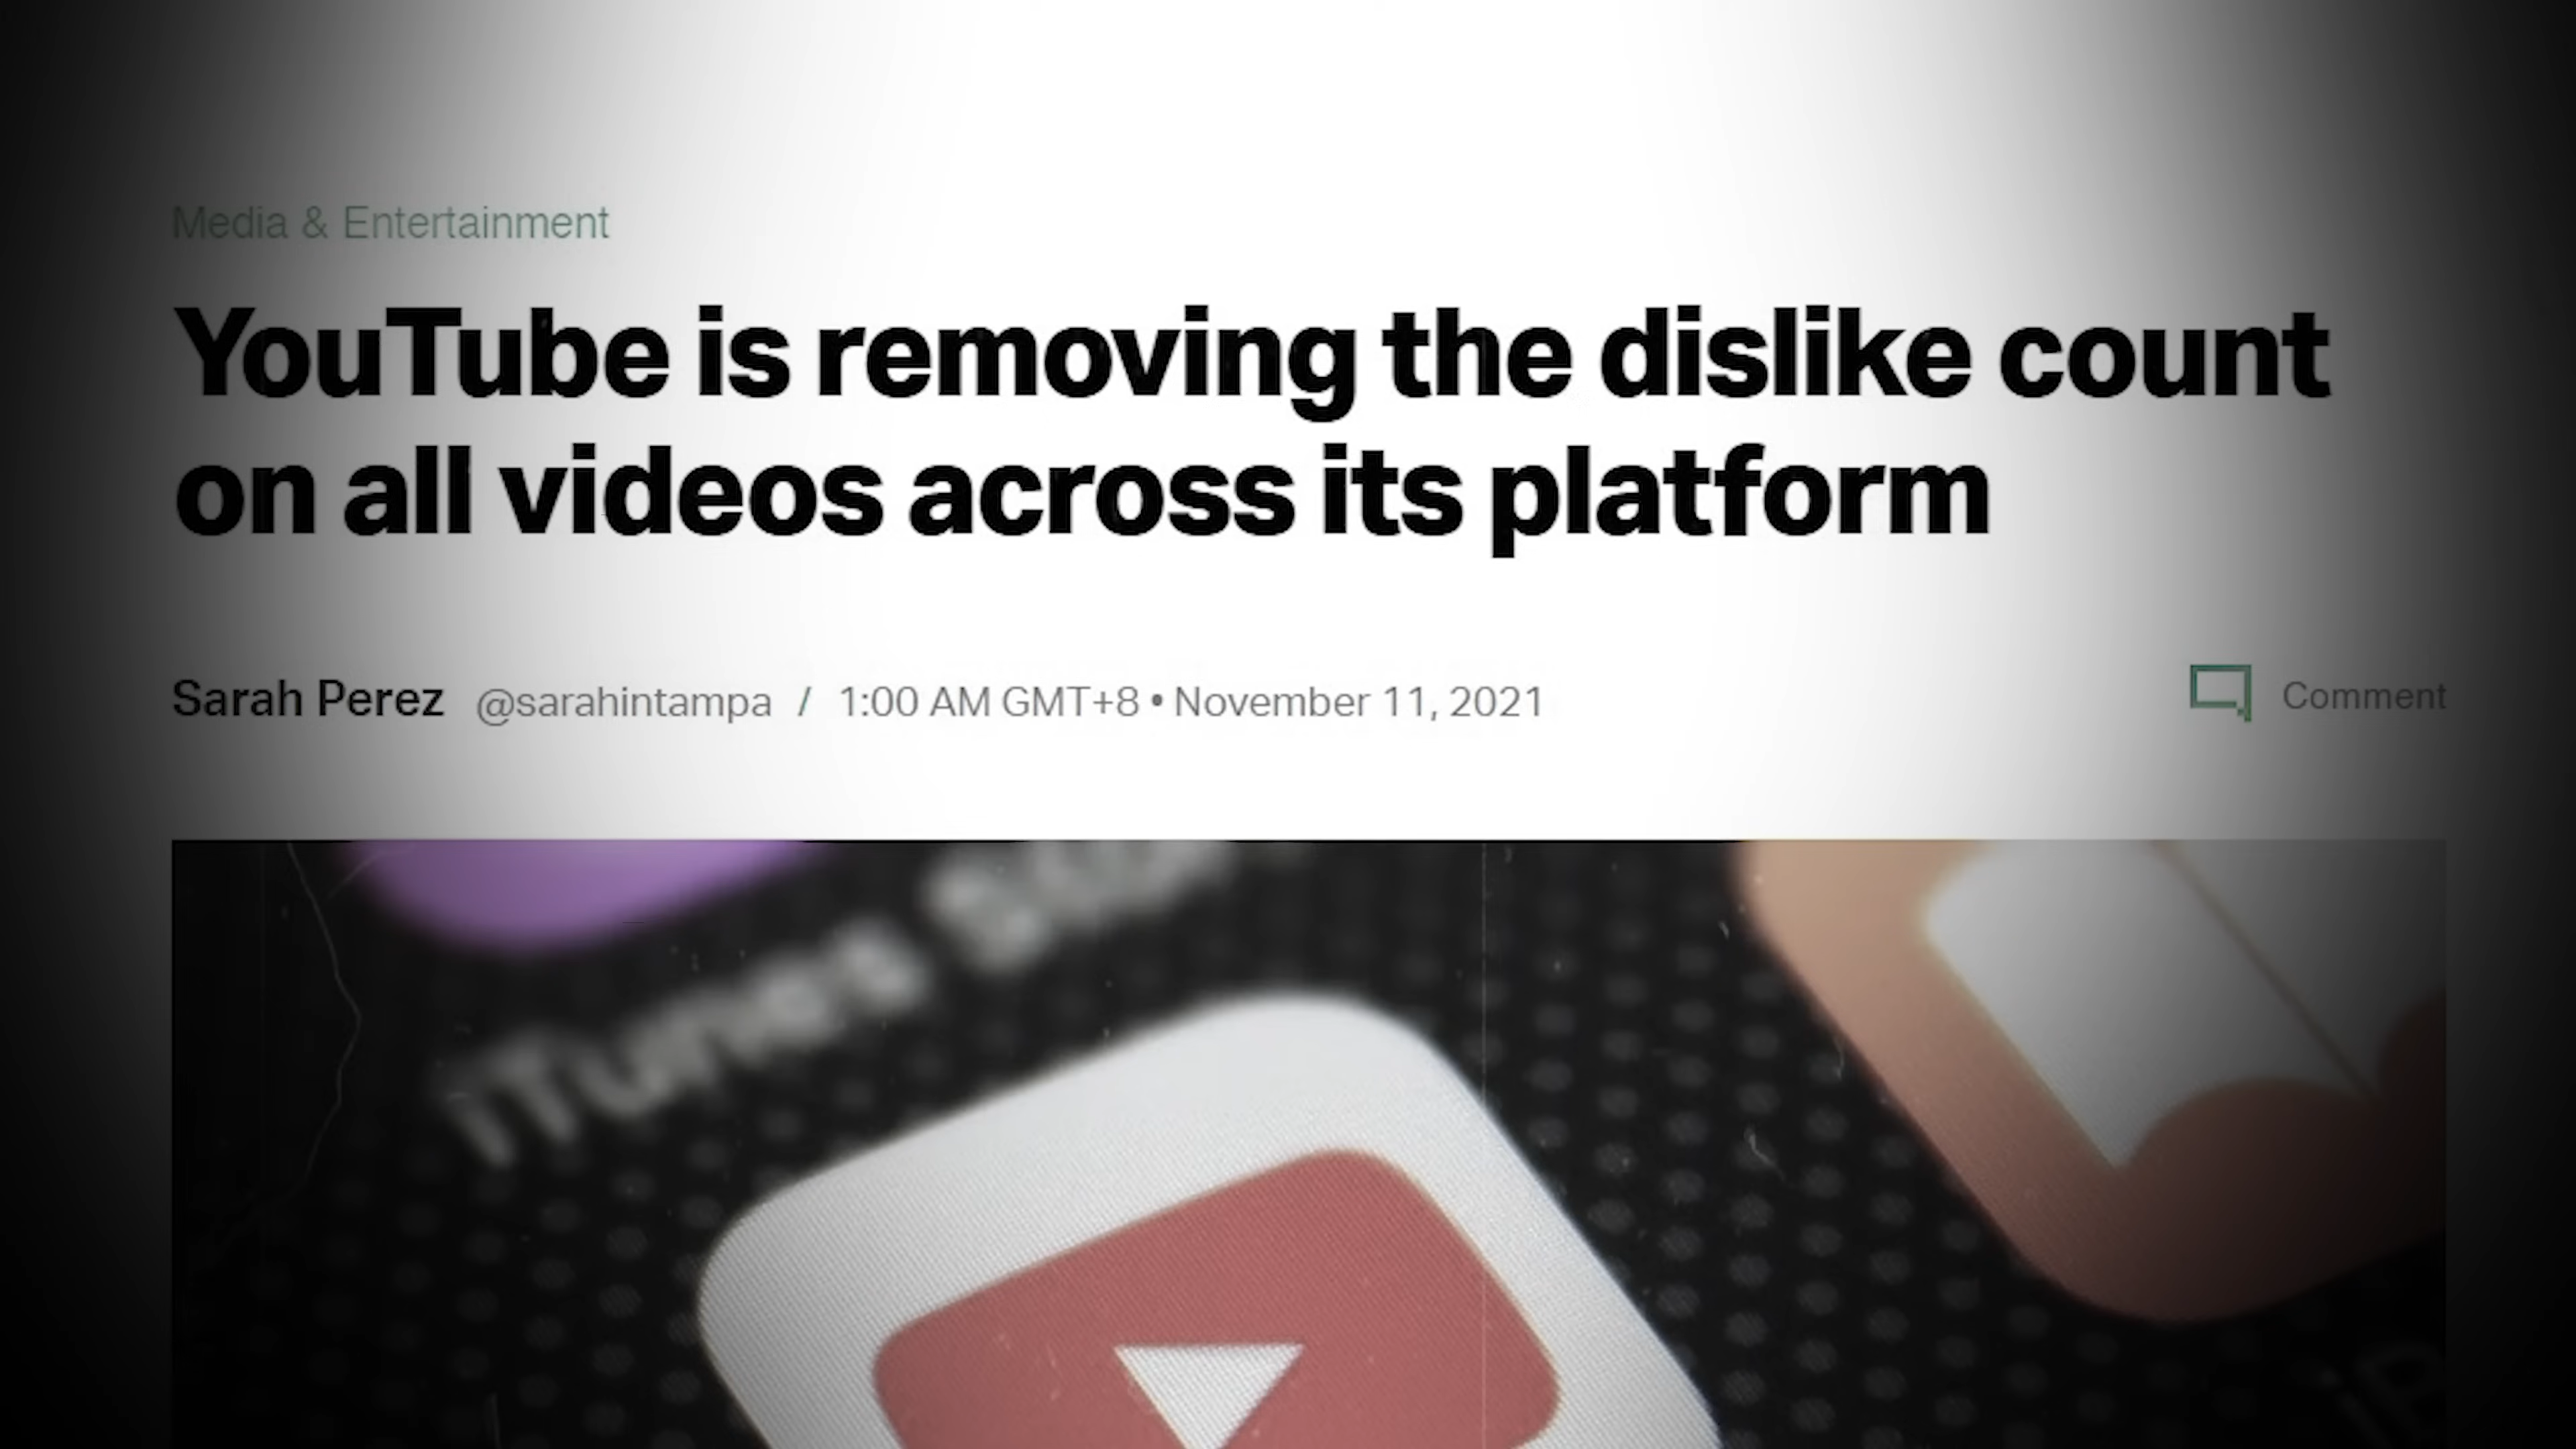 Media & Entertainment
YouTube is removing the dislike count
on all videos across its platform
Sarah Perez @sarahintampa / 1:00 AM GMT+8 • November 11, 2021
Comment
iTunes